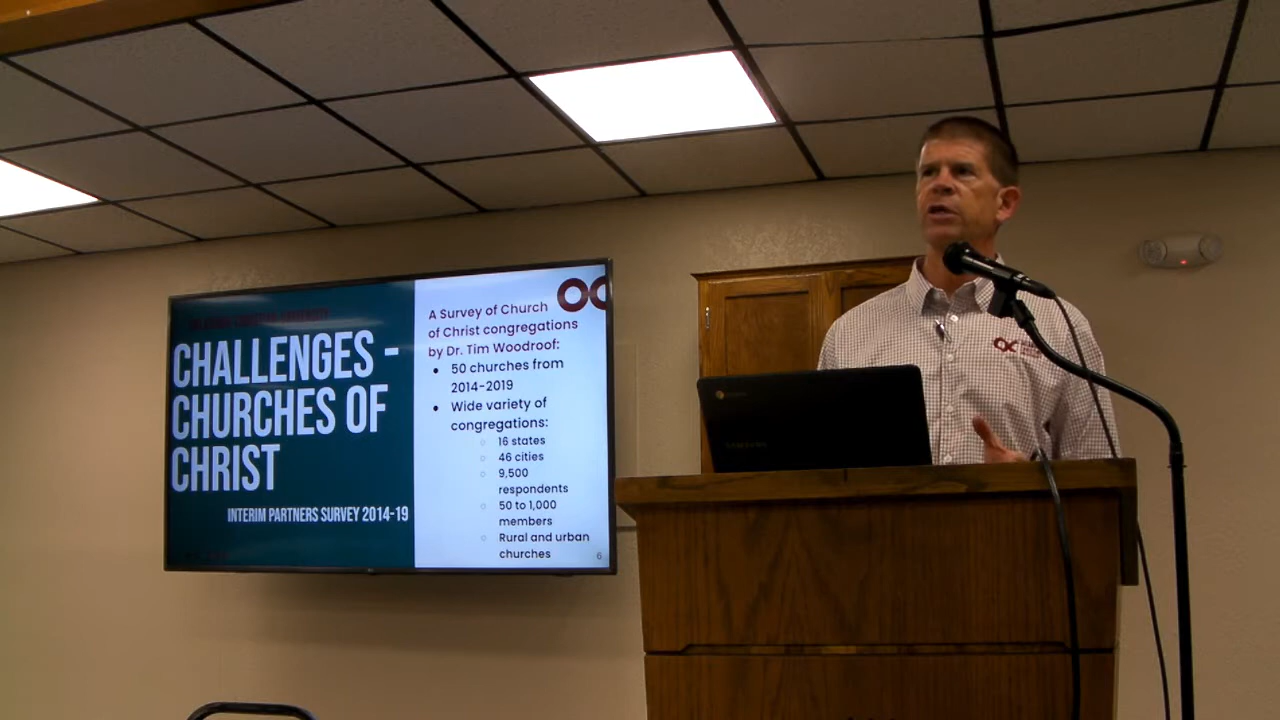 CHALLENGES -
CHURCHES OF
CHRIST
INTERIM PARTNERS SURVEY 2014-19
OC
A Survey of Church
of Christ congregations
by Dr. Tim Woodroof:
• 50 churches from
2014-2019
• Wide variety of
congregations:
○ 16 states
○ 46 cities
○ 9,500
respondents
○ 50 to 1,000
members
○ Rural and urban
churches
6
OC
SAMSUNG